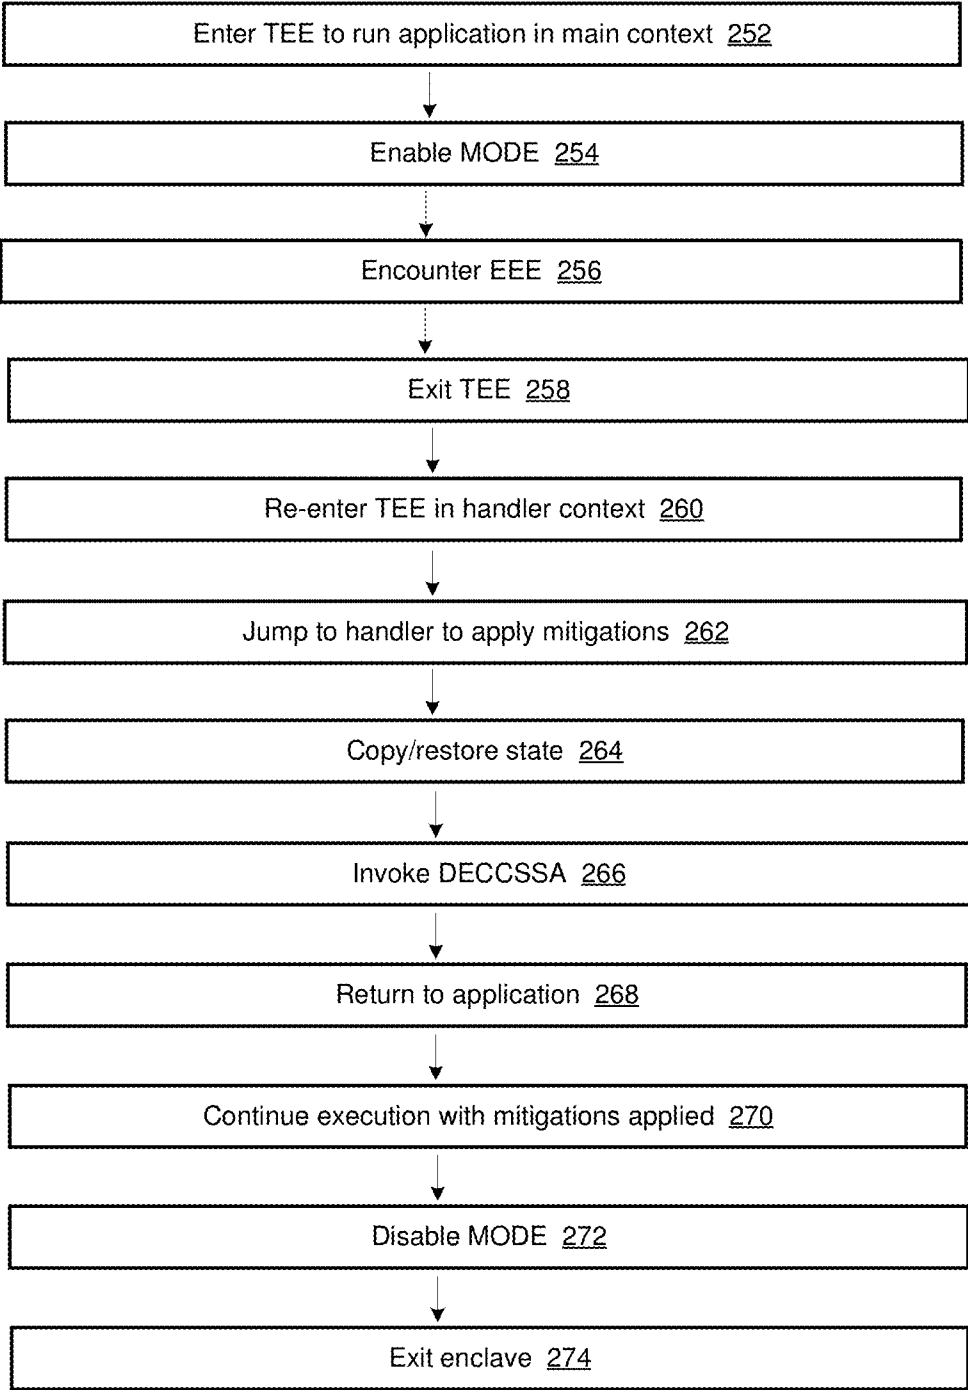 Enter TEE to run application in main context 252
Enable MODE 254
Encounter EEE 256
Exit TEE 258
Re-enter TEE in handler context 260
Jump to handler to apply mitigations 262
Copy/restore state 264
Invoke DECCSSA 266
Return to application 268
Continue execution with mitigations applied 270
Disable MODE 272
Exit enclave 274